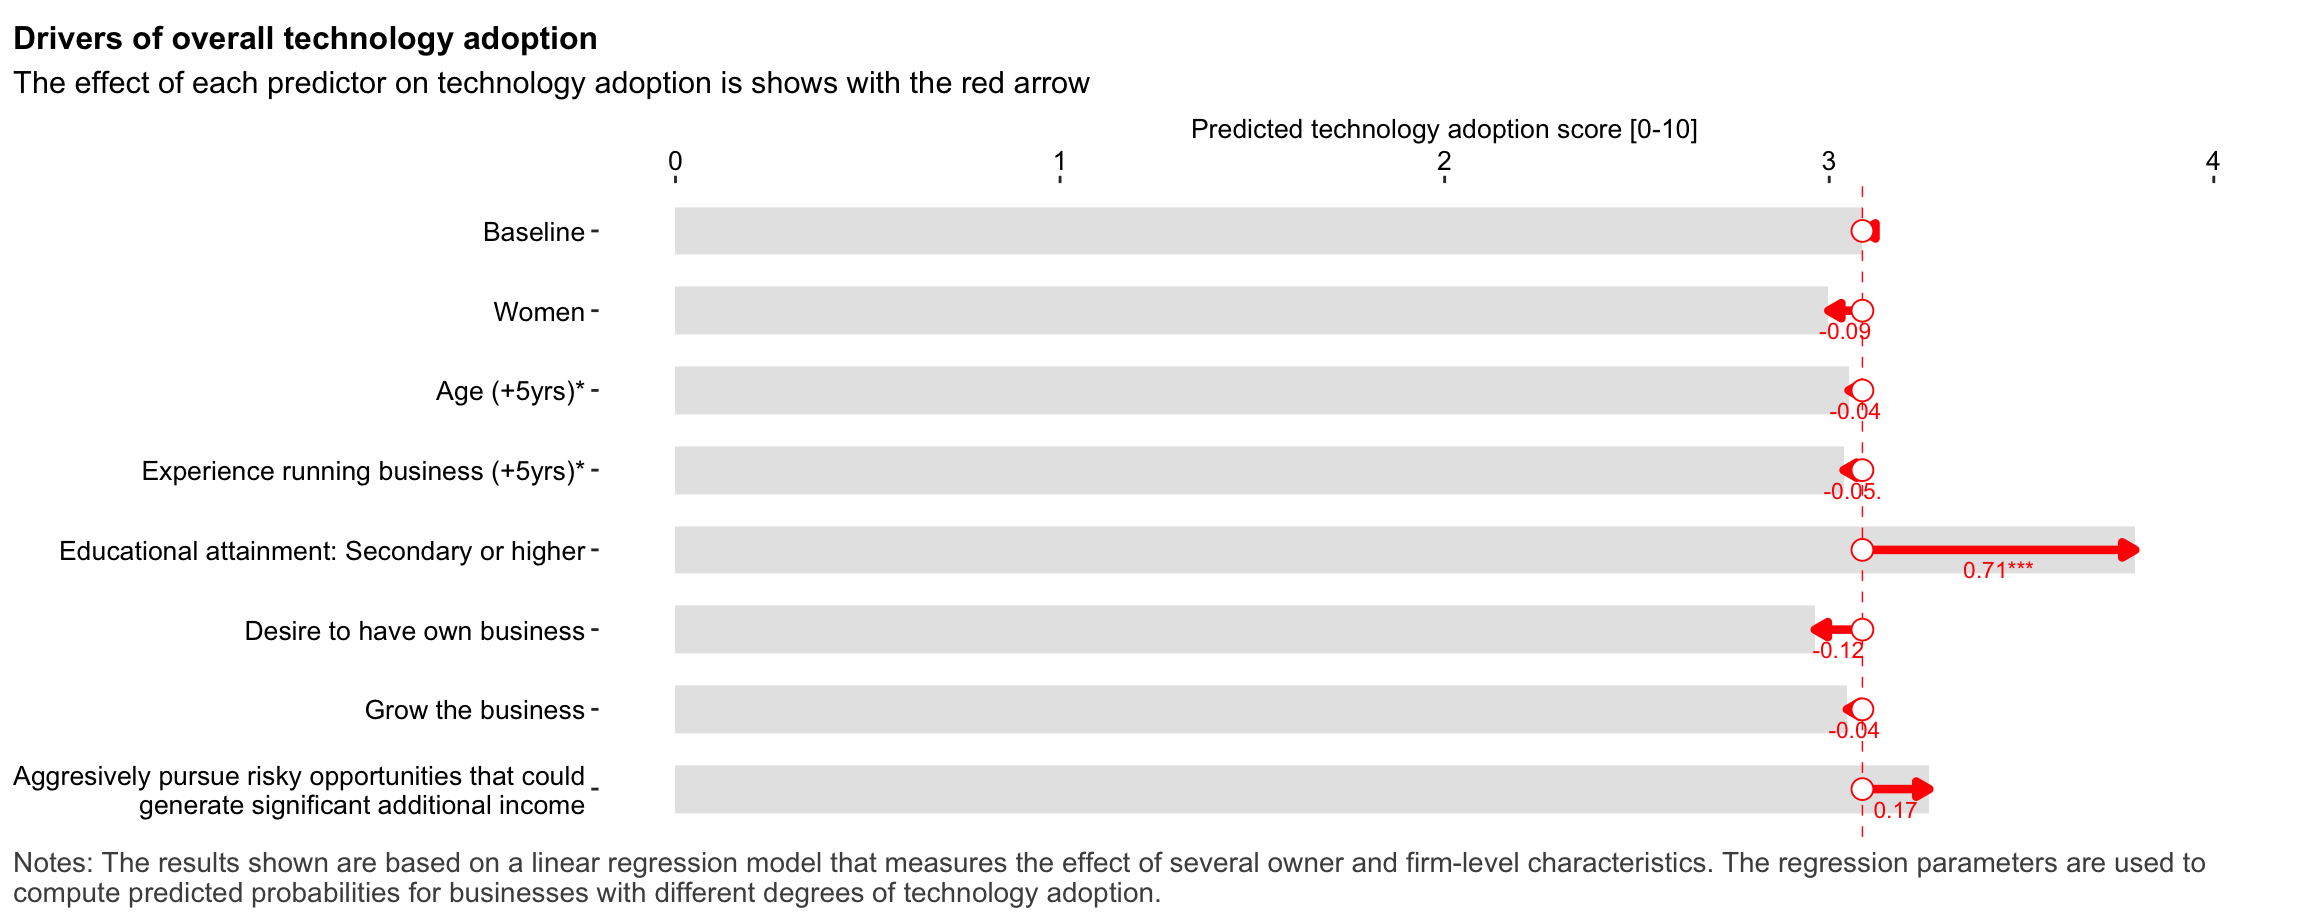 Drivers of overall technology adoption
The effect of each predictor on technology adoption is shows with the red arrow
Predicted technology adoption score [0-10]
0 1 2 3 4
Baseline
Women
-0.09
Age (+5yrs)*
-0.04
Experience running business (+5yrs)*
-0.05.
Educational attainment: Secondary or higher
0.71***
Desire to have own business
-0.12
Grow the business
-0.04
Aggresively pursue risky opportunities that could
generate significant additional income
0.17
Notes: The results shown are based on a linear regression model that measures the effect of several owner and firm-level characteristics. The regression parameters are used to
compute predicted probabilities for businesses with different degrees of technology adoption.